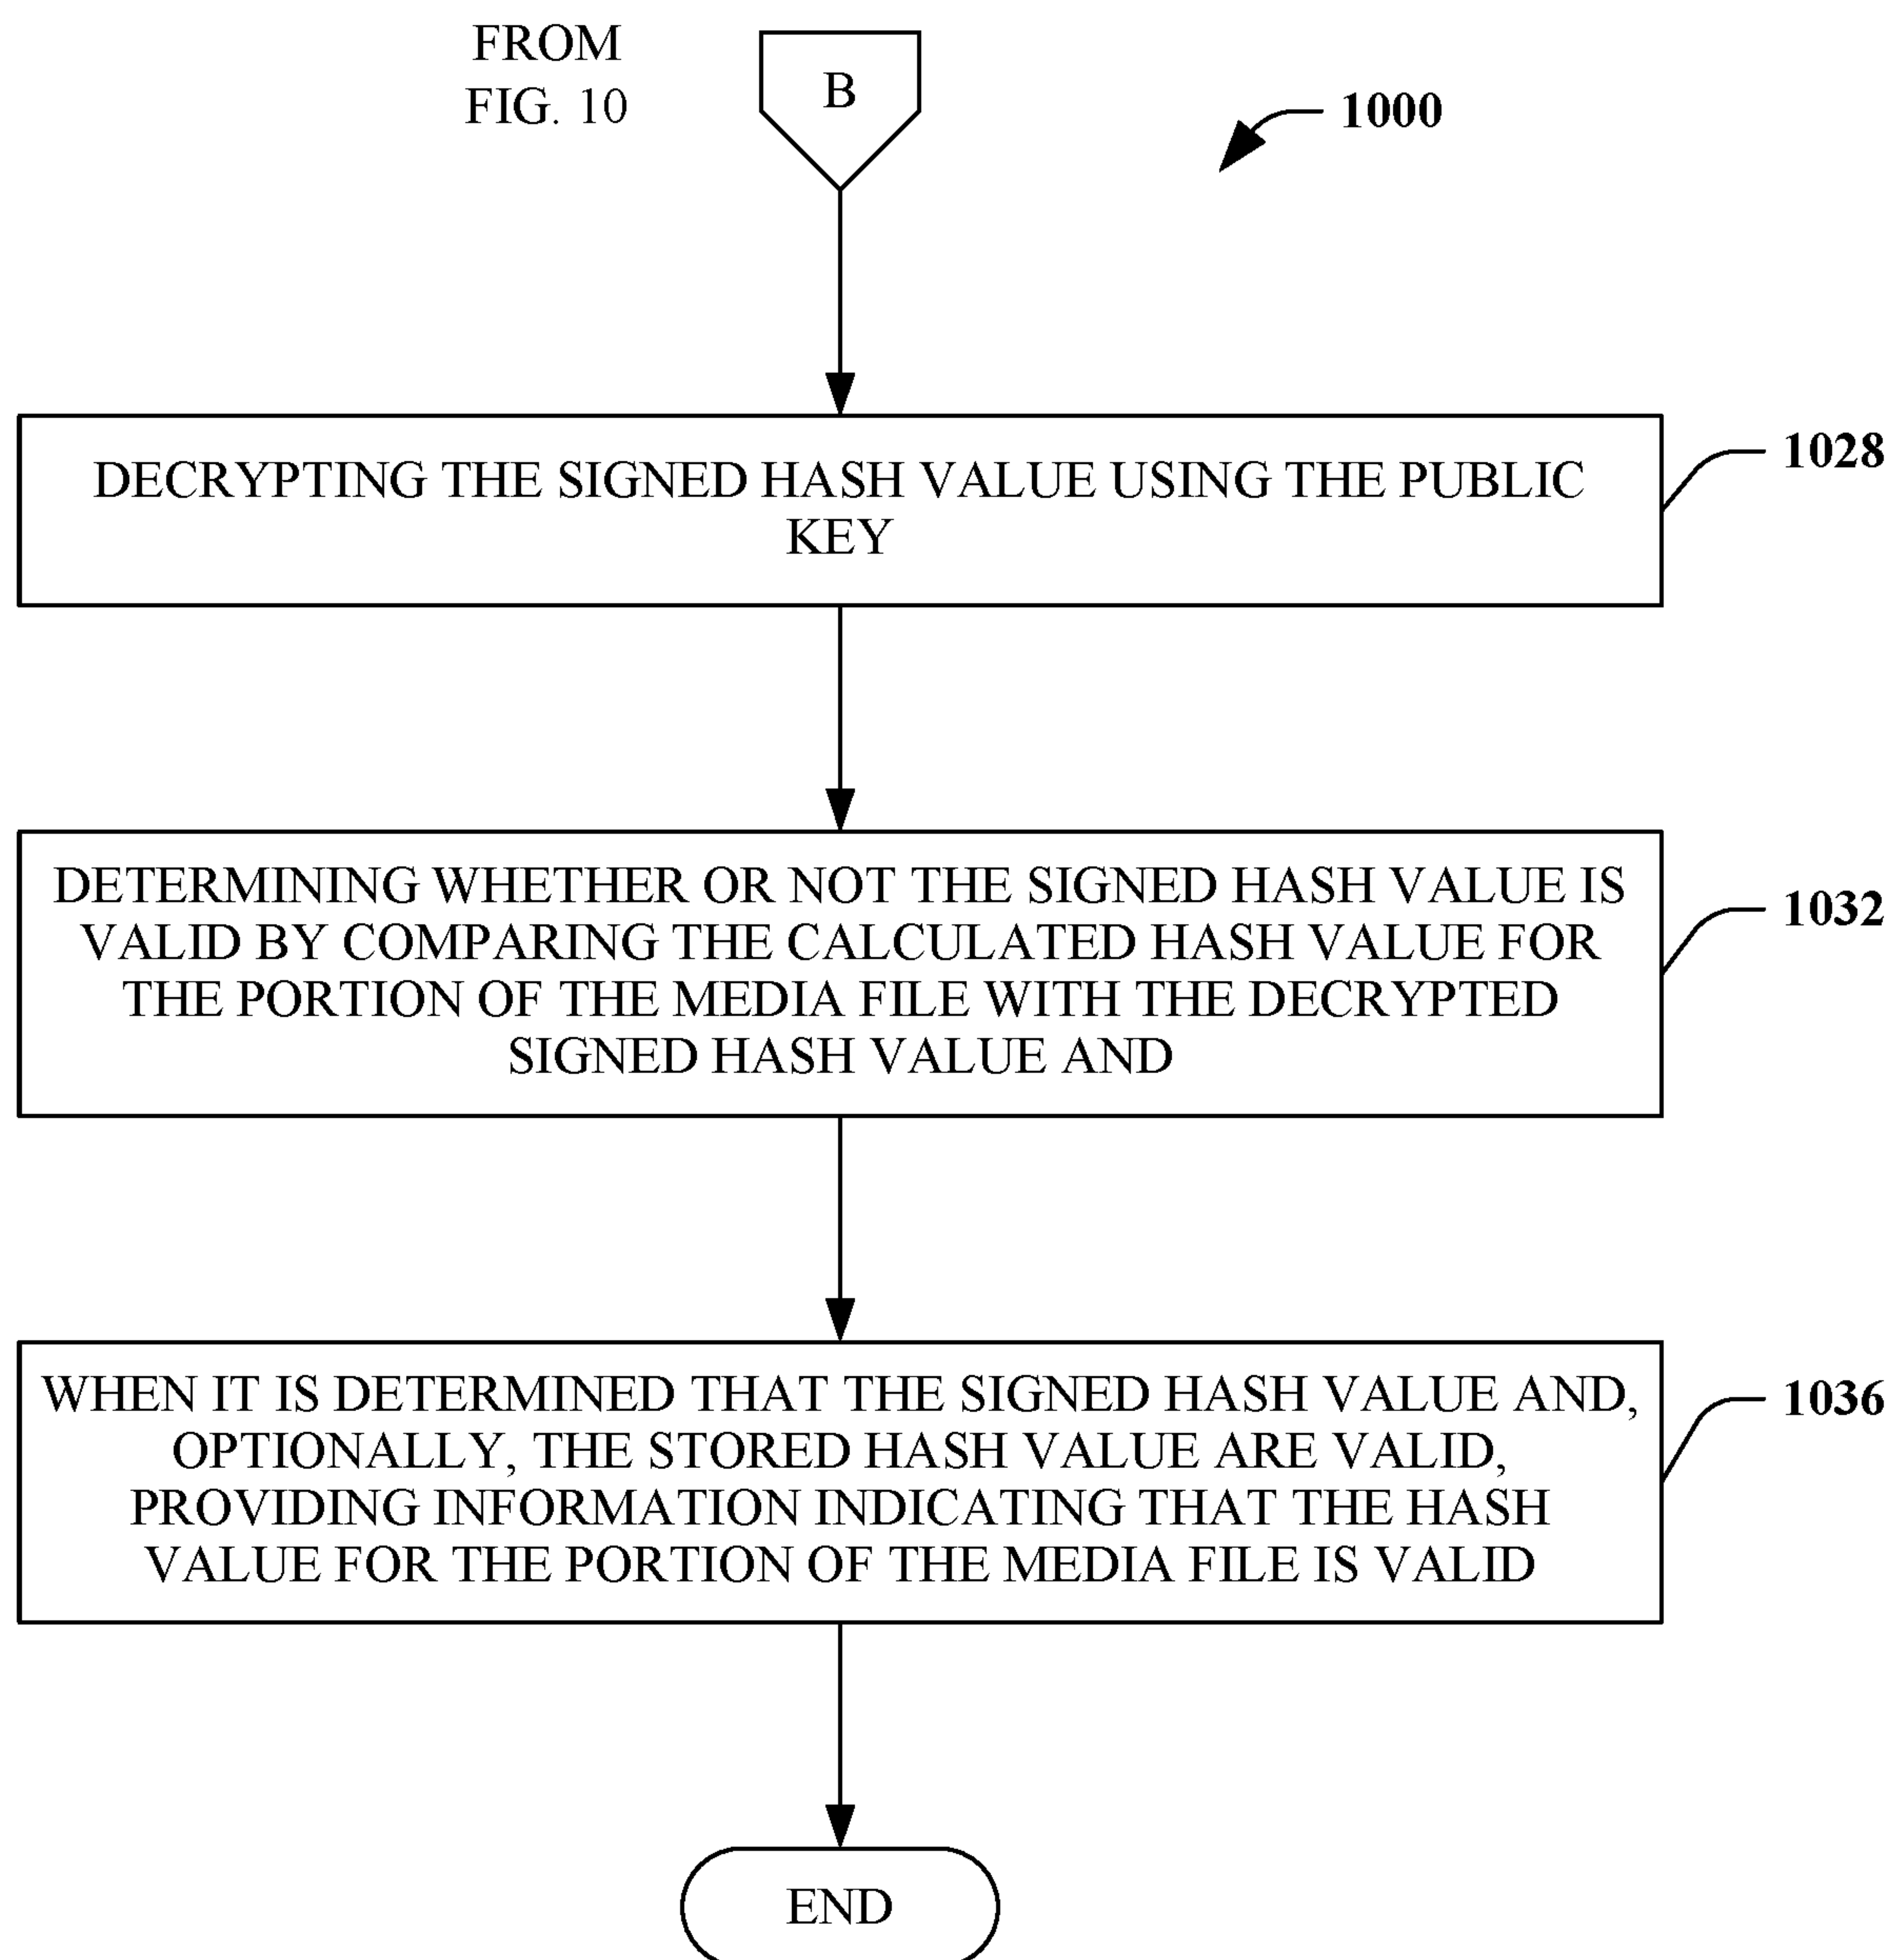 FROM
FIG. 10
B
1000
DECRYPTING THE SIGNED HASH VALUE USING THE PUBLIC
KEY
1028
DETERMINING WHETHER OR NOT THE SIGNED HASH VALUE IS
VALID BY COMPARING THE CALCULATED HASH VALUE FOR
THE PORTION OF THE MEDIA FILE WITH THE DECRYPTED
SIGNED HASH VALUE AND
1032
WHEN IT IS DETERMINED THAT THE SIGNED HASH VALUE AND,
OPTIONALLY, THE STORED HASH VALUE ARE VALID,
PROVIDING INFORMATION INDICATING THAT THE HASH
VALUE FOR THE PORTION OF THE MEDIA FILE IS VALID
1036
END